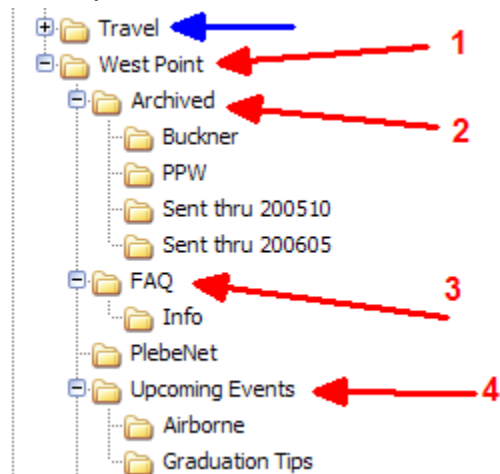 Travel
1
West Point
Archived
2
Buckner
PPW
Sent thru 200510
Sent thru 200605
FAQ
3
Info
PlebeNet
Upcoming Events
4
Airborne
Graduation Tips